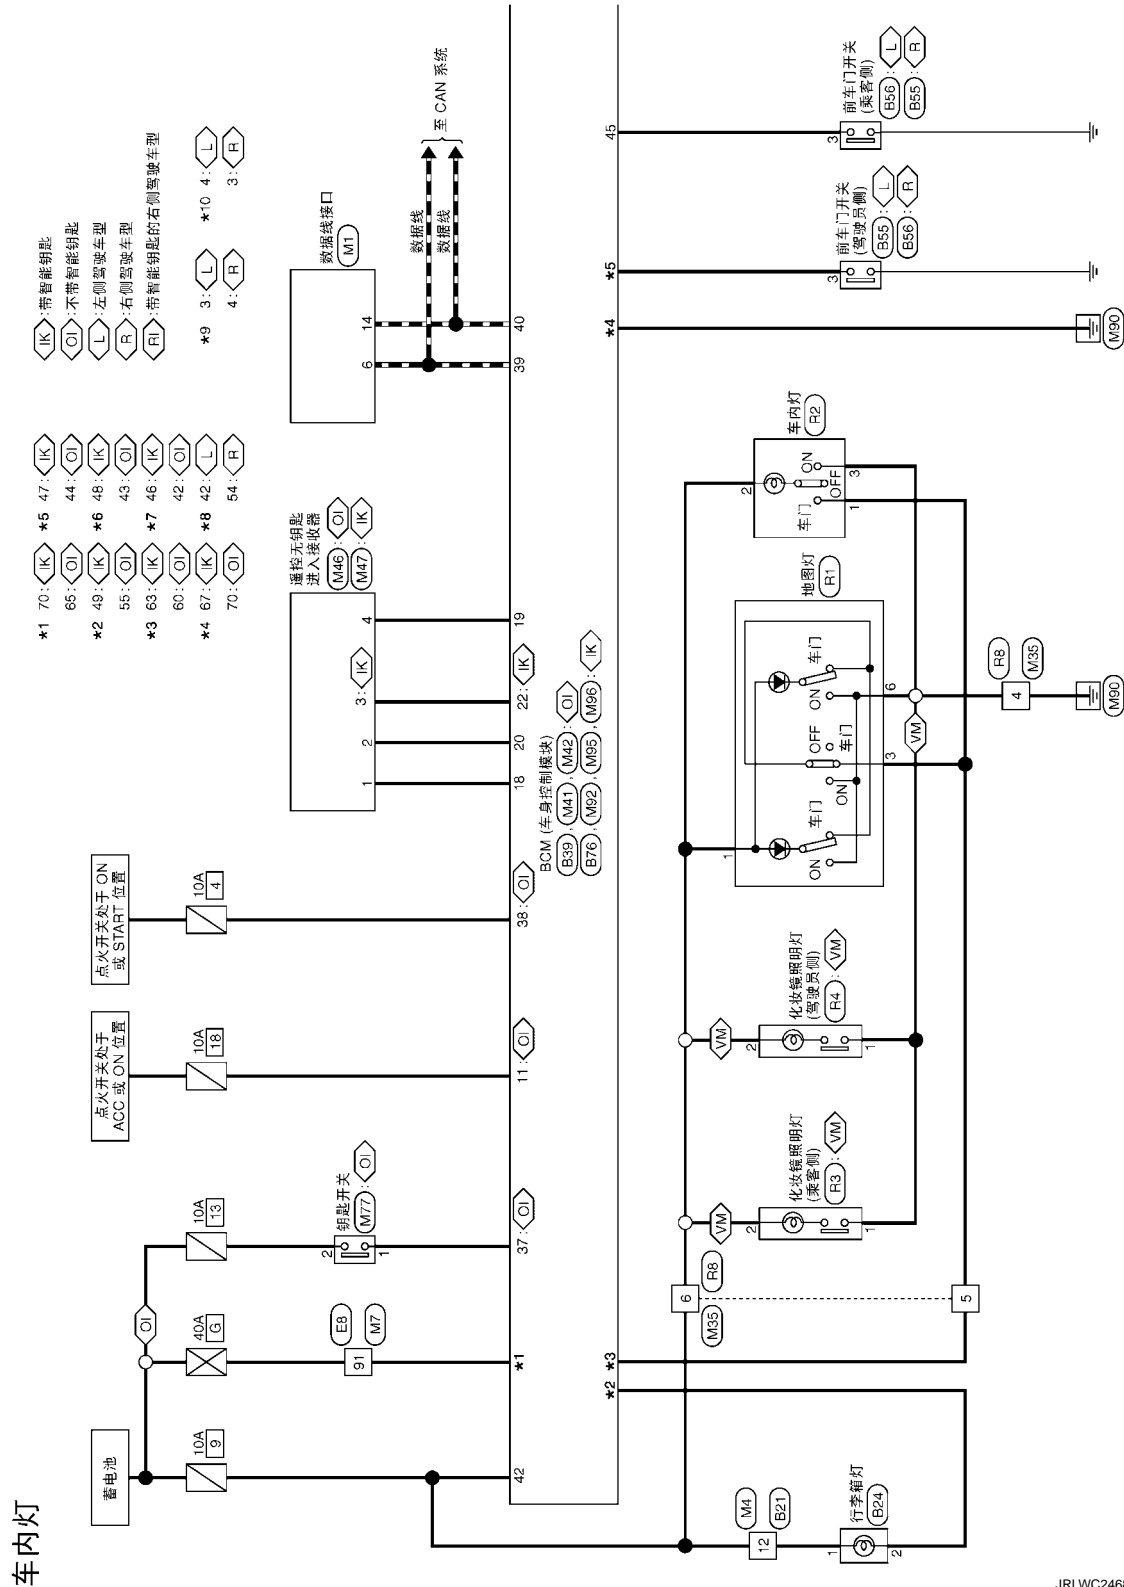 车内灯
蓄电池
点火开关处于
ACC 或 ON 位置
点火开关处于 ON
或 START 位置
*1 70: IK
65: OI
*2 49: IK
55: OI
*3 63: IK
60: OI
*4 67: IK
70: OI
*5 47: IK
44: OI
*6 48: IK
43: OI
*7 46: IK
42: OI
*8 42: L
54: R
IK :带智能钥匙
OI :不带智能钥匙
L :左侧驾驶车型
R :右侧驾驶车型
RI :带智能钥匙的右侧驾驶车型
*9 3: L
4: R
*10 4: L
3: R
10A
9
40A
G
OI
10A
13
10A
18
10A
4
91
E8
M7
2
1
钥匙开关
M77 : OI
遥控无钥匙
进入接收器
M46 : OI
M47 : IK
1
2
3: IK
4
数据线接口
M1
6
14
数据线
数据线
至 CAN 系统
42
*1
37: OI
11: OI
38: OI
18
20
22: IK
19
39
40
BCM (车身控制模块)
B39 , M41 , M42 : OI
B76 , M92 , M95 , M96 : IK
*2
*3
*4
*5
45
12
M4
B21
1
2
行李箱灯
B24
6
M35
R8
5
VM
2
1
化妆镜照明灯
(乘客侧)
R3 : VM
VM
2
1
化妆镜照明灯
(驾驶员侧)
R4 : VM
1
ON
车门
ON
OFF
车门
ON
车门
3
6
地图灯
R1
VM
4
R8
M35
M90
2
车门
OFF
ON
1
3
车内灯
R2
M90
3
前车门开关
(驾驶员侧)
B55 : L
B56 : R
3
前车门开关
(乘客侧)
B56 : L
B55 : R